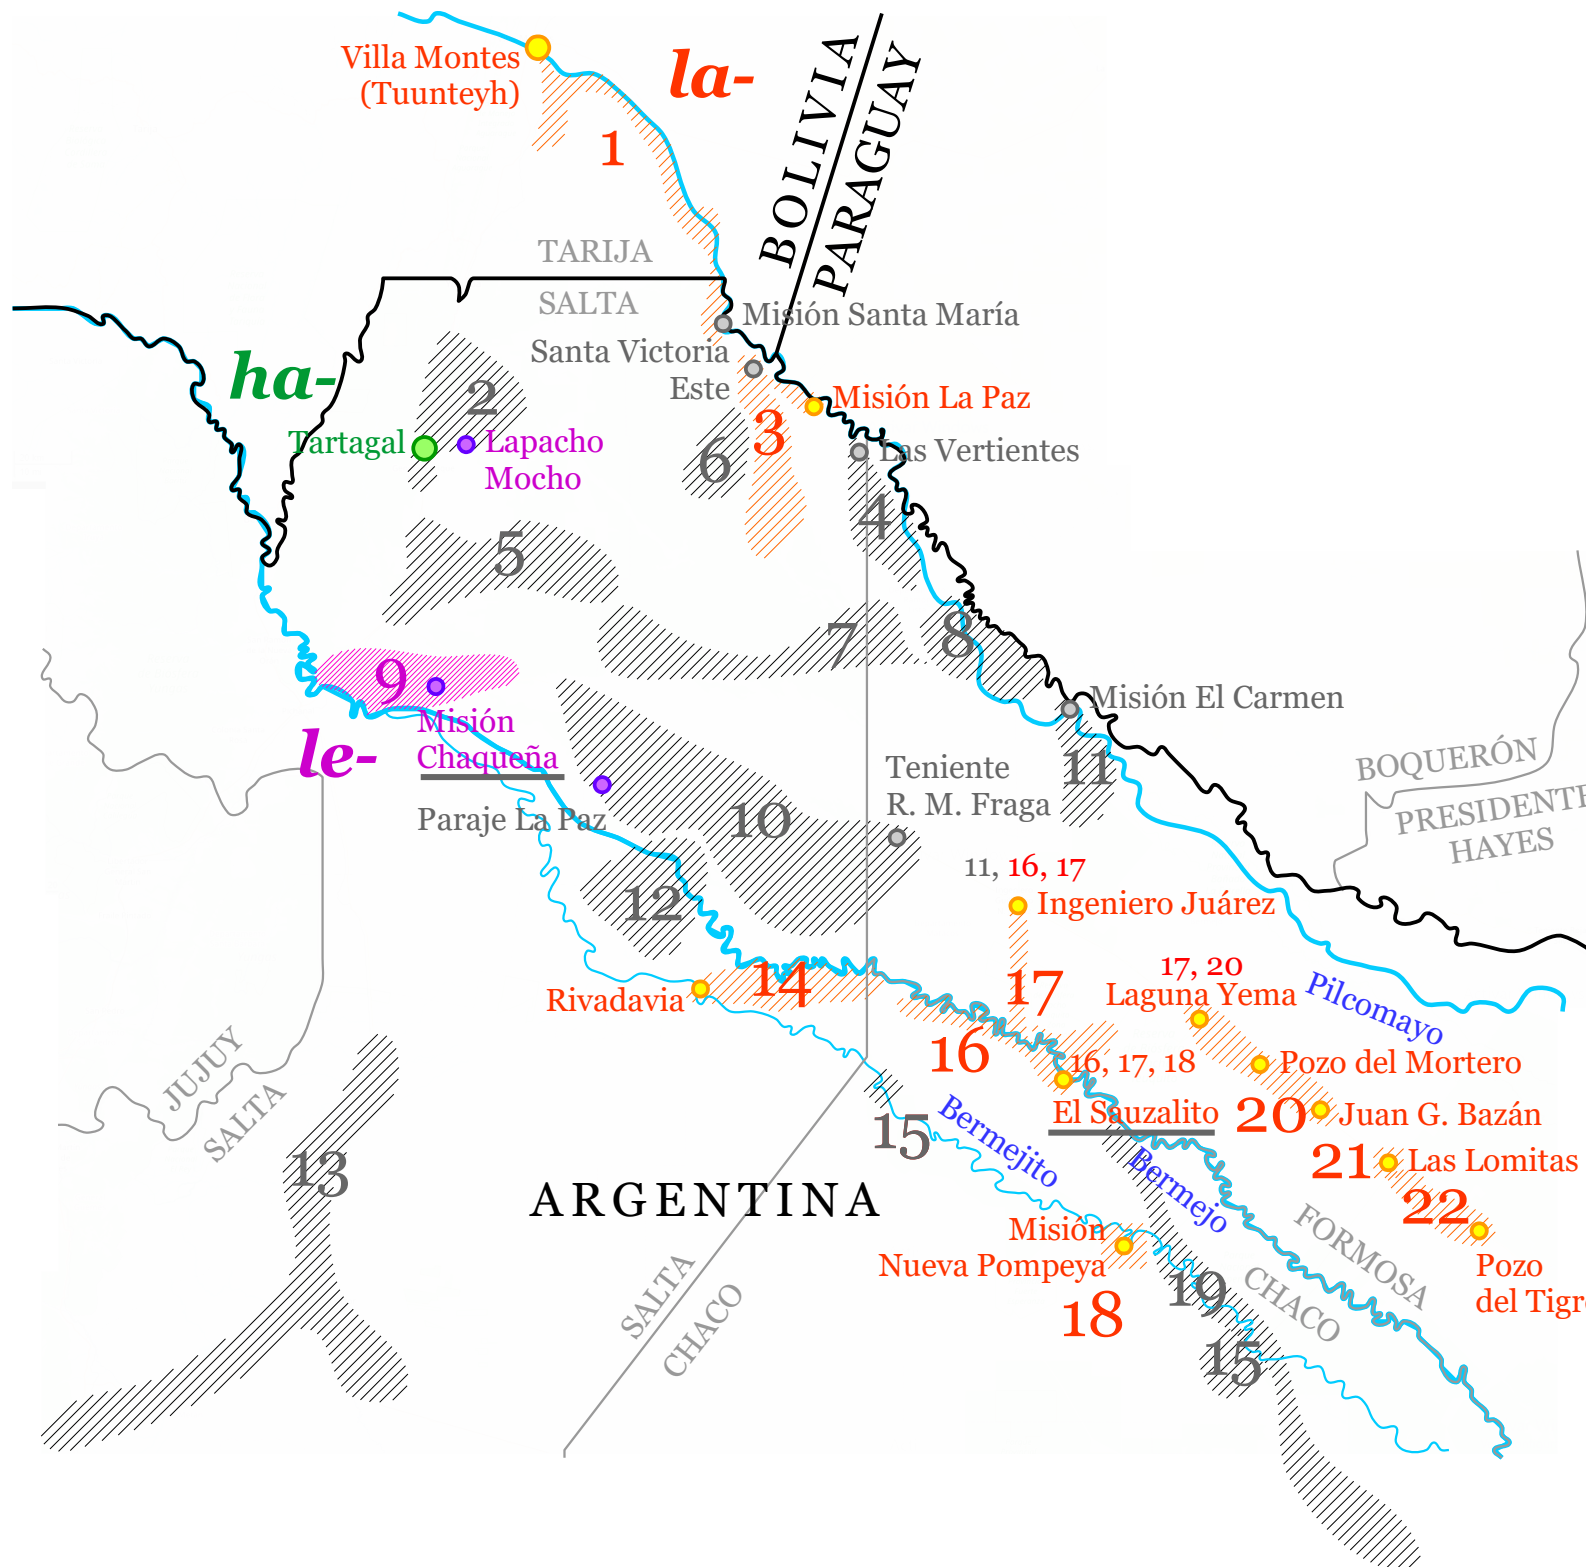 Villa Montes
(Tuunteyh)
la-
1
BOLIVIA
PARAGUAY
TARIJA
SALTA
Misión Santa María
Santa Victoria
Este
ha-
2
Misión La Paz
3
Tartagal
Lapacho
Mocho
6
Las Vertientes
4
5
7
8
9
Misión
Chaqueña
le-
Misión El Carmen
Teniente
R. M. Fraga
11
BOQUERÓN
PRESIDENTE
HAYES
Paraje La Paz
10
11, 16, 17
Ingeniero Juárez
12
17, 20
Laguna Yema
Pilcomayo
Rivadavia
14
17
16
16, 17, 18
Pozo del Mortero
JUJUY
SALTA
El Sauzalito
20
Juan G. Bazán
15
Bermejito
21
Las Lomitas
13
Bermejo
22
ARGENTINA
FORMOSA
CHACO
Misión
Nueva Pompeya
Pozo
del Tigre
SALTA
CHACO
19
18
15